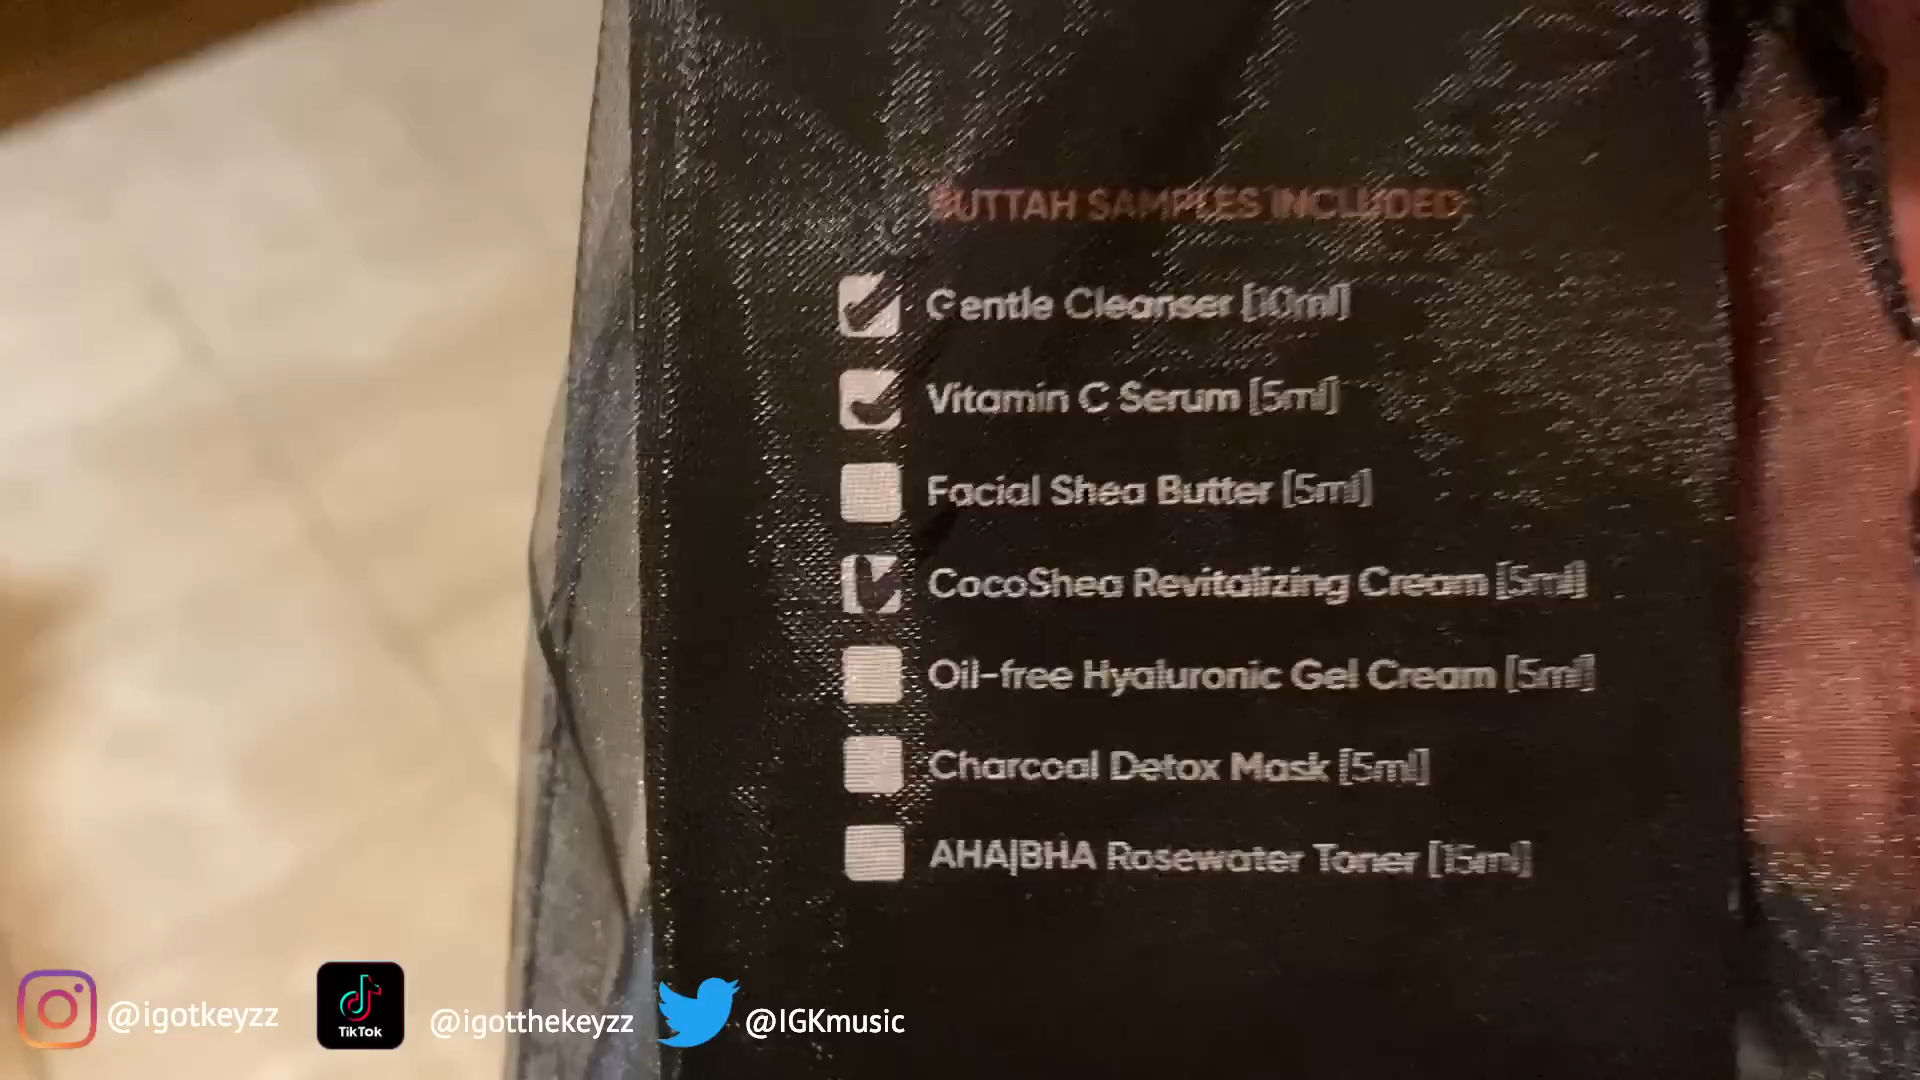 BUTTAH SAMPLES INCLUDED:
Gentle Cleanser [10ml]
Vitamin C Serum [5ml]
Facial Shea Butter [5ml]
CocoShea Revitalizing Cream [5ml]
Oil-free Hyaluronic Gel Cream [5ml]
Charcoal Detox Mask [5ml]
AHA|BHA Rosewater Toner [15ml]
@igotkeyzz
TikTok
@igotthekeyzz
@IGKmusic